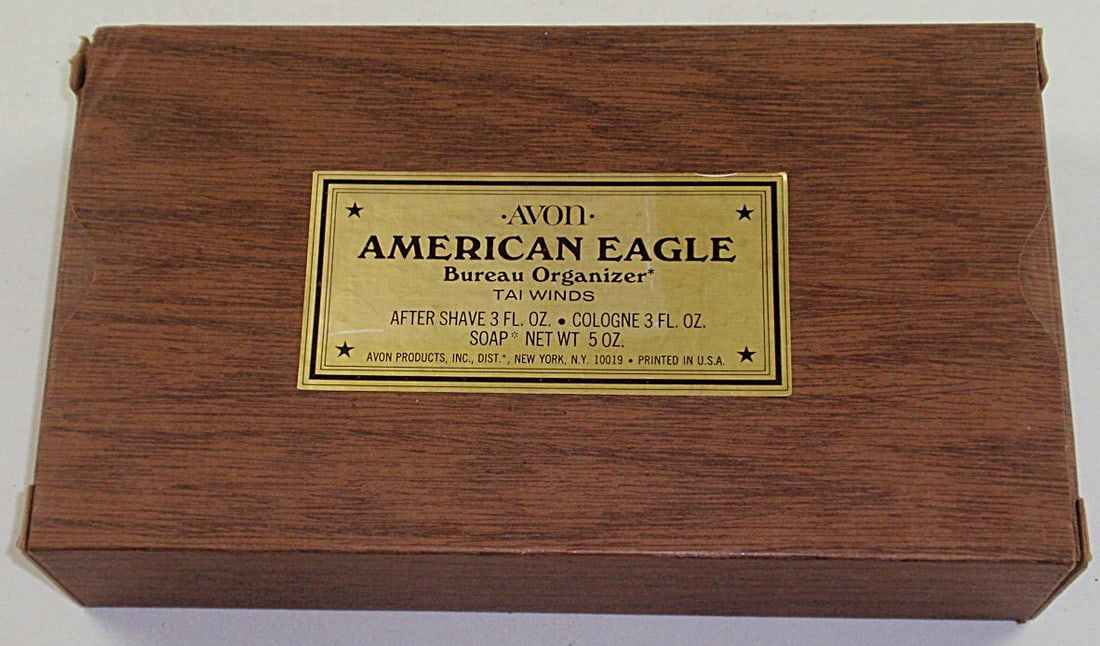 ·AVON·
AMERICAN EAGLE
Bureau Organizer*
TAI WINDS
AFTER SHAVE 3 FL. OZ. • COLOGNE 3 FL. OZ.
SOAP* NET WT 5 OZ.
AVON PRODUCTS, INC., DIST.*, NEW YORK, N.Y. 10019 • PRINTED IN U.S.A.